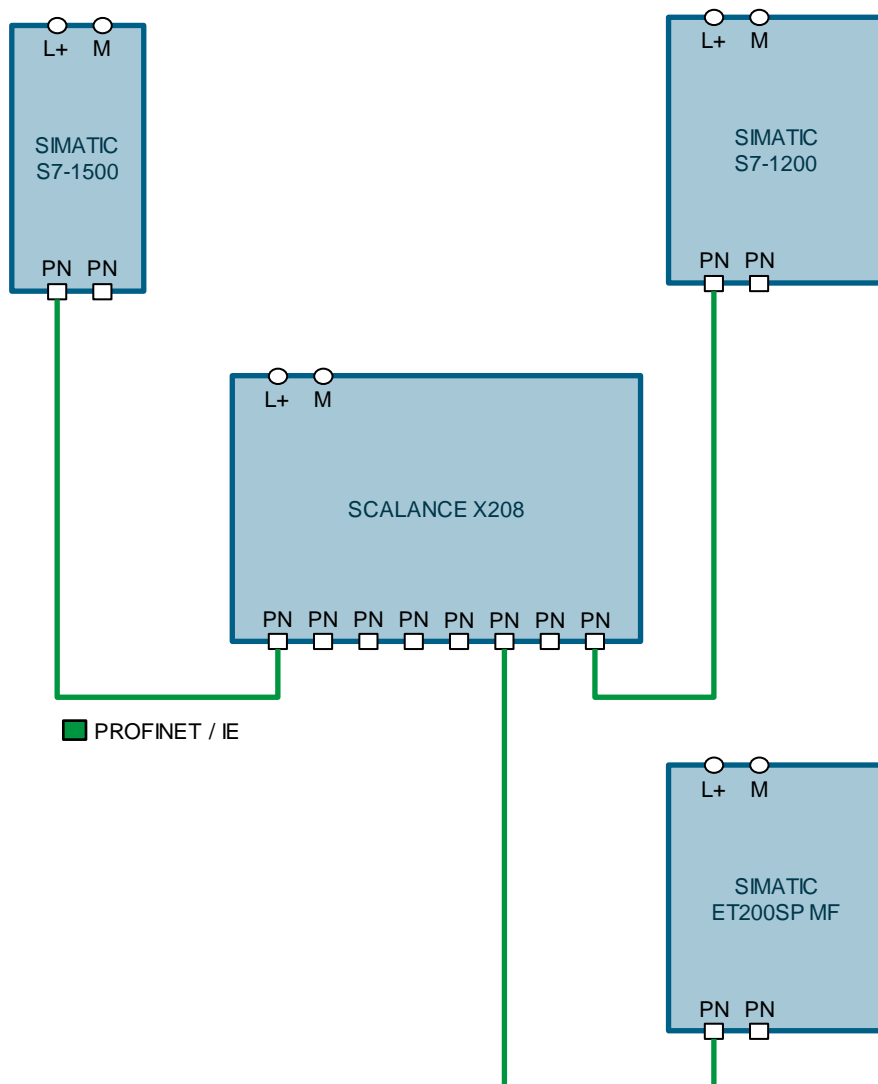 L+ M
SIMATIC
S7-1500
PN PN
L+ M
SIMATIC
S7-1200
PN PN
L+ M
SCALANCE X208
PN PN PN PN PN PN PN PN
PROFINET / IE
L+ M
SIMATIC
ET200SP MF
PN PN